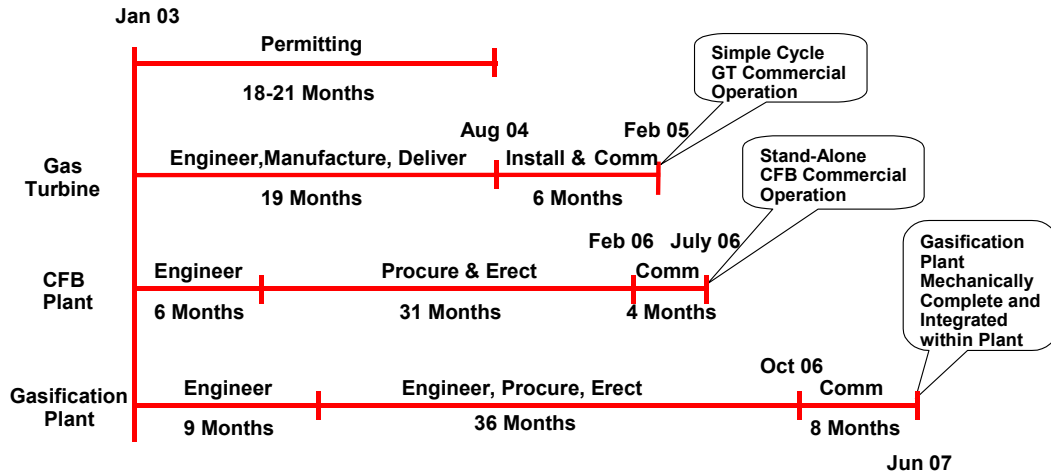 Jan 03
Permitting
18-21 Months
Simple Cycle
GT Commercial
Operation
Aug 04
Feb 05
Gas
Turbine
Engineer,Manufacture, Deliver
Install & Comm
19 Months
6 Months
Stand-Alone
CFB Commercial
Operation
Feb 06
July 06
CFB
Plant
Engineer
Procure & Erect
Comm
6 Months
31 Months
4 Months
Gasification
Plant
Mechanically
Complete and
Integrated
within Plant
Oct 06
Gasification
Plant
Engineer
Engineer, Procure, Erect
Comm
9 Months
36 Months
8 Months
Jun 07